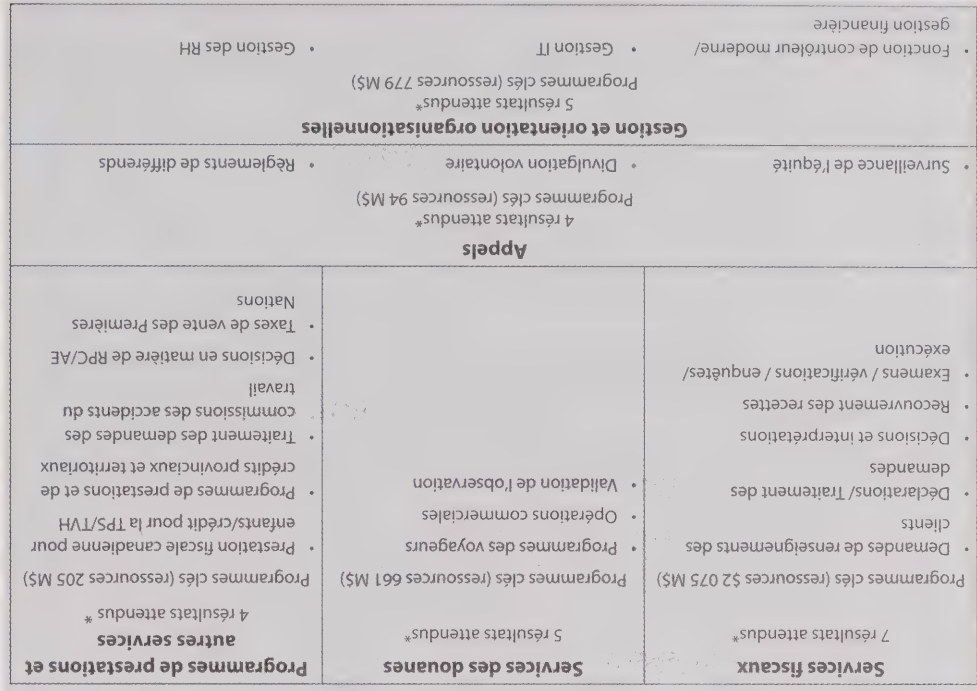 Services fiscaux
7 résultats attendus*
Programmes clés (ressources $2 075 M$)
• Demandes de renseignements des
clients
• Déclarations/ Traitement des
demandes
• Décisions et interprétations
• Recouvrement des recettes
• Examens / vérifications / enquêtes/
exécution
Services des douanes
5 résultats attendus*
Programmes clés (ressources 661 M$)
• Programmes des voyageurs
• Opérations commerciales
• Validation de l'observation
Programmes de prestations et
autres services
4 résultats attendus *
Programmes clés (ressources 205 M$)
• Prestation fiscale canadienne pour
enfants/crédit pour la TPS/TVH
• Programmes de prestations et de
crédits provinciaux et territoriaux
• Traitement des demandes des
commissions des accidents du
travail
• Décisions en matière de RPC/AE
• Taxes de vente des Premières
Nations
Appels
4 résultats attendus*
Programmes clés (ressources 94 M$)
• Surveillance de l'équité
• Divulgation volontaire
• Règlements de différends
Gestion et orientation organisationnelles
5 résultats attendus*
Programmes clés (ressources 779 M$)
• Fonction de contrôleur moderne/
gestion financière
• Gestion IT
• Gestion des RH